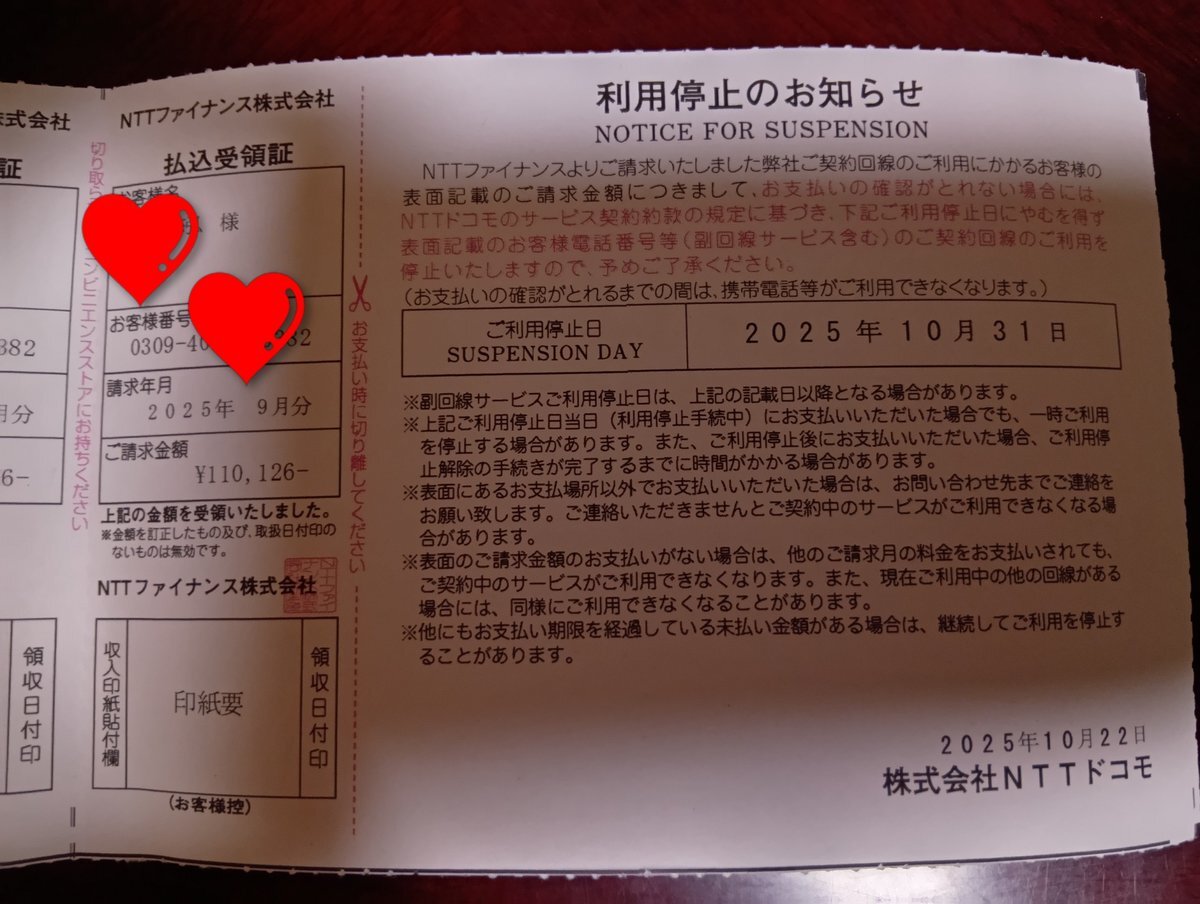 株式会社
証
382
月分
6-
領収日付印
切り取ら
ンビニエンスストアにお持ちください
NTTファイナンス株式会社
払込受領証
お客様名
様
お客様番号
0309-40
82
請求年月
2025年 9月分
ご請求金額
¥110,126-
上記の金額を受領いたしました。
※金額を訂正したもの及び、取扱日付印の
ないものは無効です。
NTTファイナンス株式会社
収入印紙貼付欄
印紙要
領収日付印
(お客様控)
お支払い時に切り離してください
利用停止のお知らせ
NOTICE FOR SUSPENSION
NTTファイナンスよりご請求いたしました弊社ご契約回線のご利用にかかるお客様の
表面記載のご請求金額につきまして、お支払いの確認がとれない場合には、
NTTドコモのサービス契約約款の規定に基づき、下記ご利用停止日にやむを得ず
表面記載のお客様電話番号等(副回線サービス含む)のご契約回線のご利用を
停止いたしますので、予めご了承ください。
(お支払いの確認がとれるまでの間は、携帯電話等がご利用できなくなります。)
ご利用停止日
SUSPENSION DAY
2025年10月31日
※副回線サービスご利用停止日は、上記の記載日以降となる場合があります。
※上記ご利用停止日当日(利用停止手続中)にお支払いいただいた場合でも、一時ご利用
を停止する場合があります。また、ご利用停止後にお支払いいただいた場合、ご利用停
止解除の手続きが完了するまでに時間がかかる場合があります。
※表面にあるお支払場所以外でお支払いいただいた場合は、お問い合わせ先までご連絡を
お願い致します。ご連絡いただきませんとご契約中のサービスがご利用できなくなる場
合があります。
※表面のご請求金額のお支払いがない場合は、他のご請求月の料金をお支払いされても、
ご契約中のサービスがご利用できなくなります。また、現在ご利用中の他の回線がある
場合には、同様にご利用できなくなることがあります。
※他にもお支払い期限を経過している未払い金額がある場合は、継続してご利用を停止す
ることがあります。
2025年10月22日
株式会社NTTドコモ